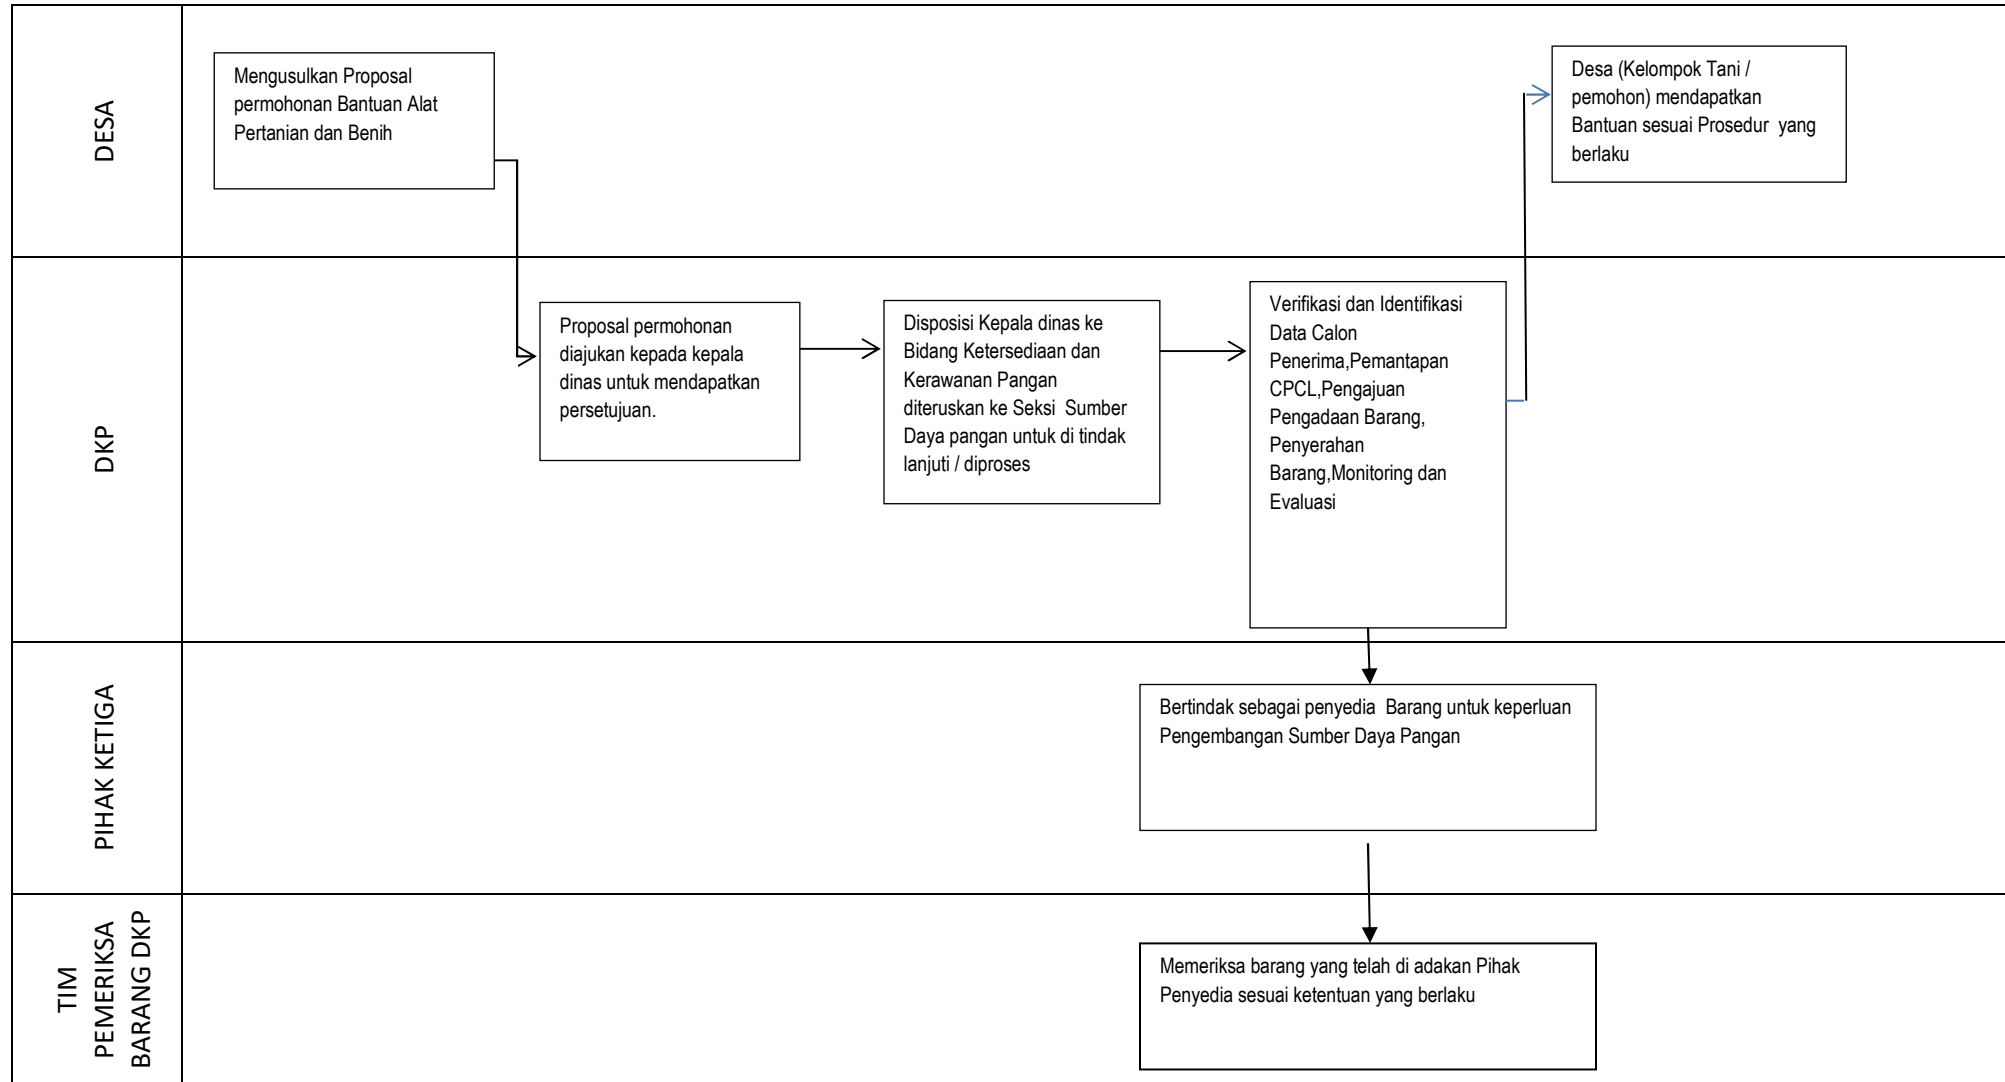 DESA
Mengusulkan Proposal
permohonan Bantuan Alat
Pertanian dan Benih
Desa (Kelompok Tani /
pemohon) mendapatkan
Bantuan sesuai Prosedur yang
berlaku
DKP
Proposal permohonan
diajukan kepada kepala
dinas untuk mendapatkan
persetujuan.
Disposisi Kepala dinas ke
Bidang Ketersediaan dan
Kerawanan Pangan
diteruskan ke Seksi Sumber
Daya pangan untuk di tindak
lanjuti / diproses
Verifikasi dan Identifikasi
Data Calon
Penerima,Pemantapan
CPCL,Pengajuan
Pengadaan Barang,
Penyerahan
Barang,Monitoring dan
Evaluasi
PIHAK KETIGA
Bertindak sebagai penyedia Barang untuk keperluan
Pengembangan Sumber Daya Pangan
TIM
PEMERIKSA
BARANG DKP
Memeriksa barang yang telah di adakan Pihak
Penyedia sesuai ketentuan yang berlaku